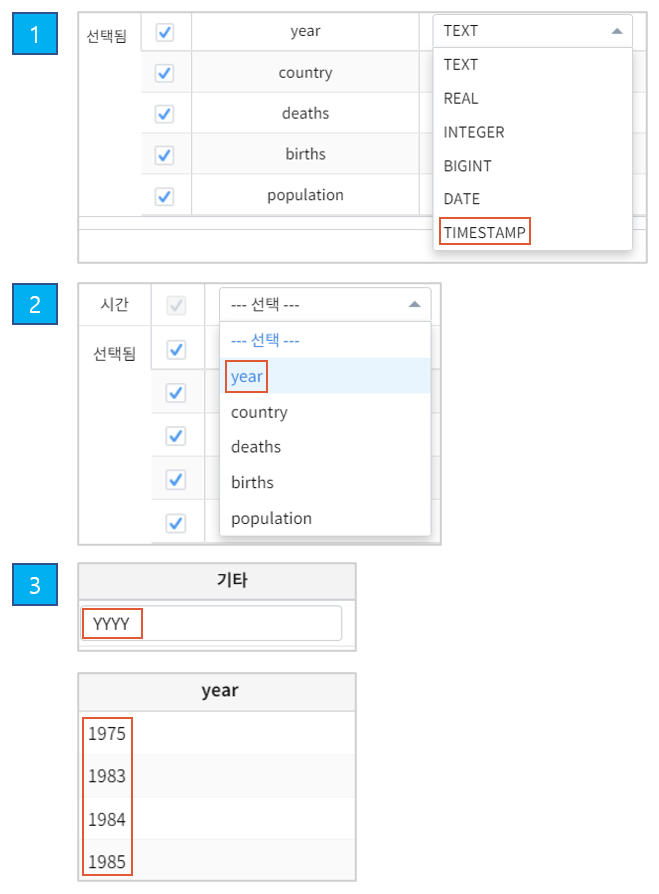 1
선택됨
year
TEXT
country
TEXT
deaths
REAL
births
INTEGER
population
BIGINT
DATE
TIMESTAMP
2
시간
--- 선택 ---
선택됨
--- 선택 ---
year
country
deaths
births
population
3
기타
YYYY
year
1975
1983
1984
1985